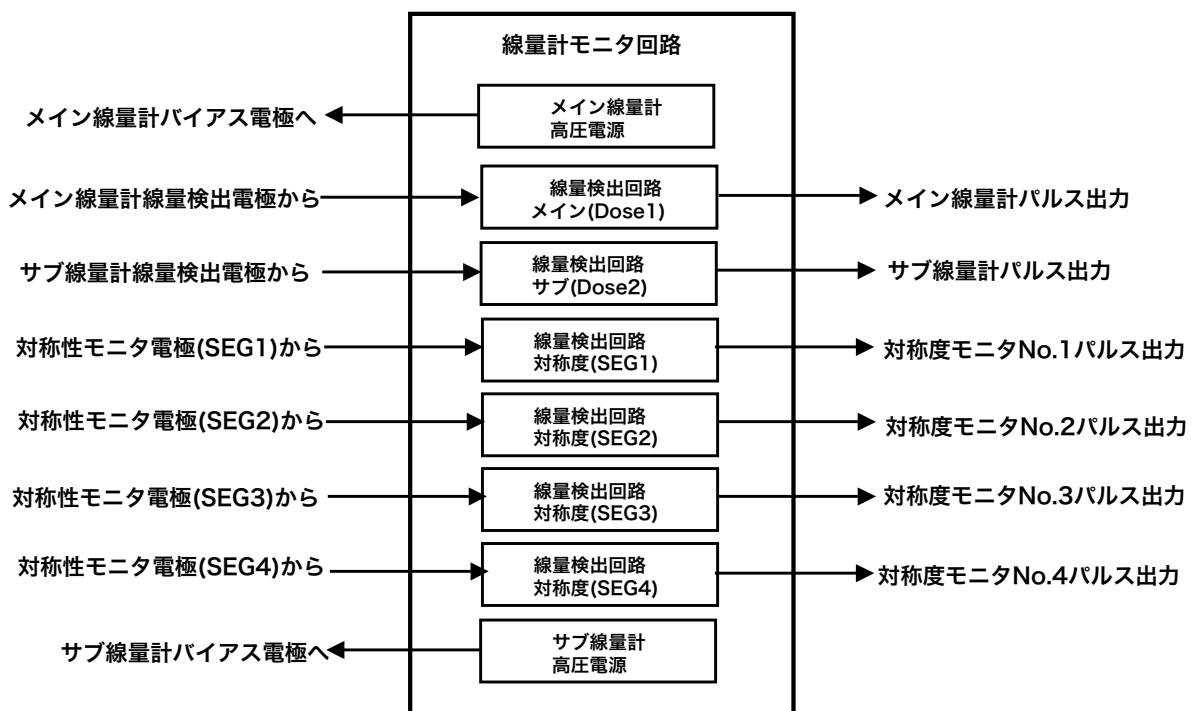 線量計モニタ回路
メイン線量計バイアス電極へ
メイン線量計
高圧電源
メイン線量計線量検出電極から
線量検出回路
メイン(Dose1)
メイン線量計パルス出力
サブ線量計線量検出電極から
線量検出回路
サブ(Dose2)
サブ線量計パルス出力
対称性モニタ電極(SEG1)から
線量検出回路
対称度(SEG1)
対称度モニタNo.1パルス出力
対称性モニタ電極(SEG2)から
線量検出回路
対称度(SEG2)
対称度モニタNo.2パルス出力
対称性モニタ電極(SEG3)から
線量検出回路
対称度(SEG3)
対称度モニタNo.3パルス出力
対称性モニタ電極(SEG4)から
線量検出回路
対称度(SEG4)
対称度モニタNo.4パルス出力
サブ線量計バイアス電極へ
サブ線量計
高圧電源